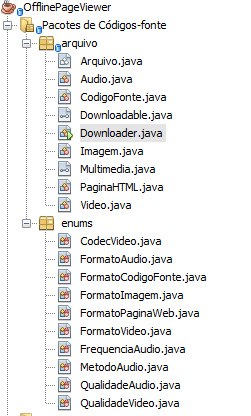 OfflinePageViewer
Pacotes de Códigos-fonte
arquivo
Arquivo.java
Audio.java
CodigoFonte.java
Downloadable.java
Downloader.java
Imagem.java
Multimedia.java
PaginaHTML.java
Video.java
enums
CodecVideo.java
FormatoAudio.java
FormatoCodigoFonte.java
FormatoImagem.java
FormatoPaginaWeb.java
FormatoVideo.java
FrequenciaAudio.java
MetodoAudio.java
QualidadeAudio.java
QualidadeVideo.java